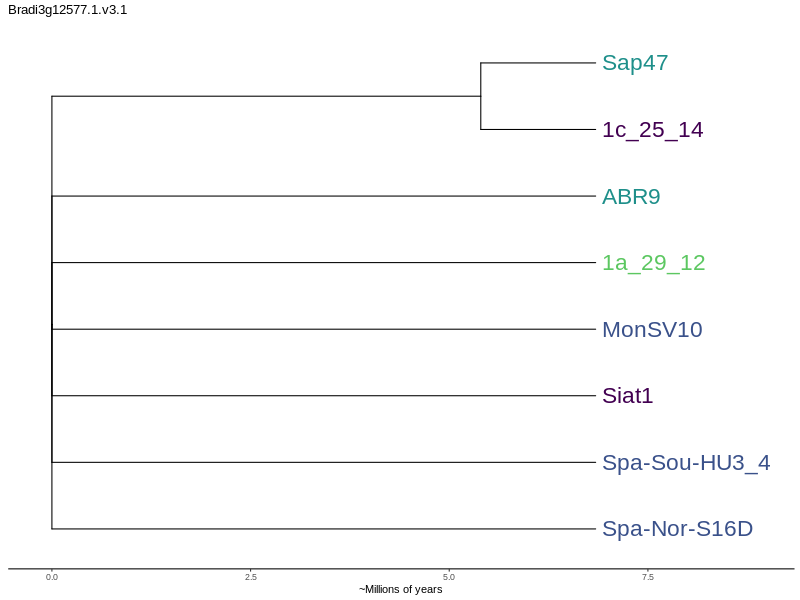 Bradi3g12577.1.v3.1
Sap47
1c_25_14
ABR9
1a_29_12
MonSV10
Siat1
Spa-Sou-HU3_4
Spa-Nor-S16D
0.0 2.5 5.0 7.5
~Millions of years